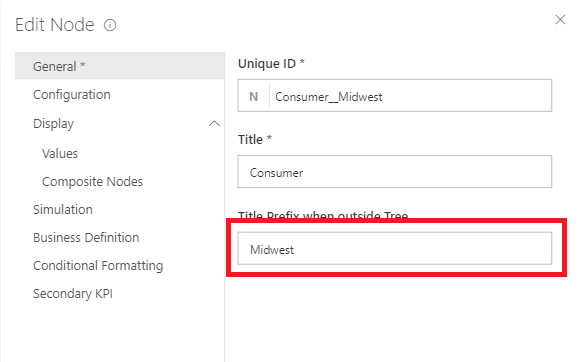 Edit Node
General *
Configuration
Display
Values
Composite Nodes
Simulation
Business Definition
Conditional Formatting
Secondary KPI
Unique ID *
N Consumer__Midwest
Title *
Consumer
Title Prefix when outside Tree
Midwest